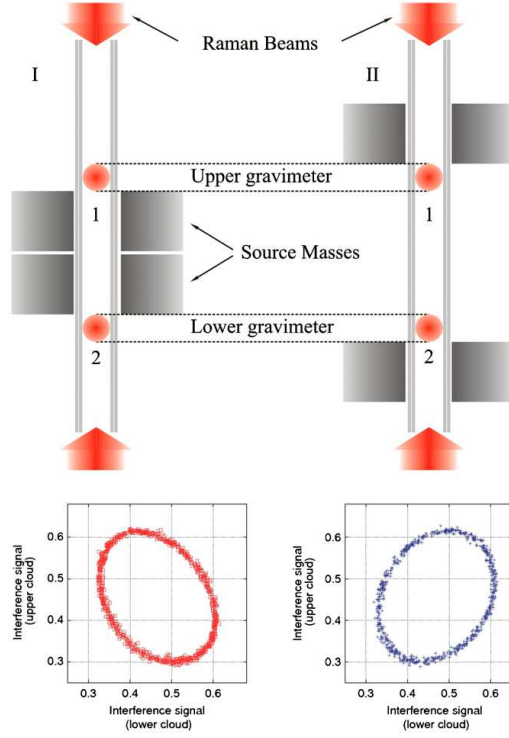 Raman Beams
I
II
Upper gravimeter
1
1
Source Masses
Lower gravimeter
2
2
Interference signal
(upper cloud)
0.6
0.5
0.4
0.3
0.3
0.4
0.5
0.6
Interference signal
(lower cloud)
Interference signal
(upper cloud)
0.6
0.5
0.4
0.3
0.3
0.4
0.5
0.6
Interference signal
(lower cloud)